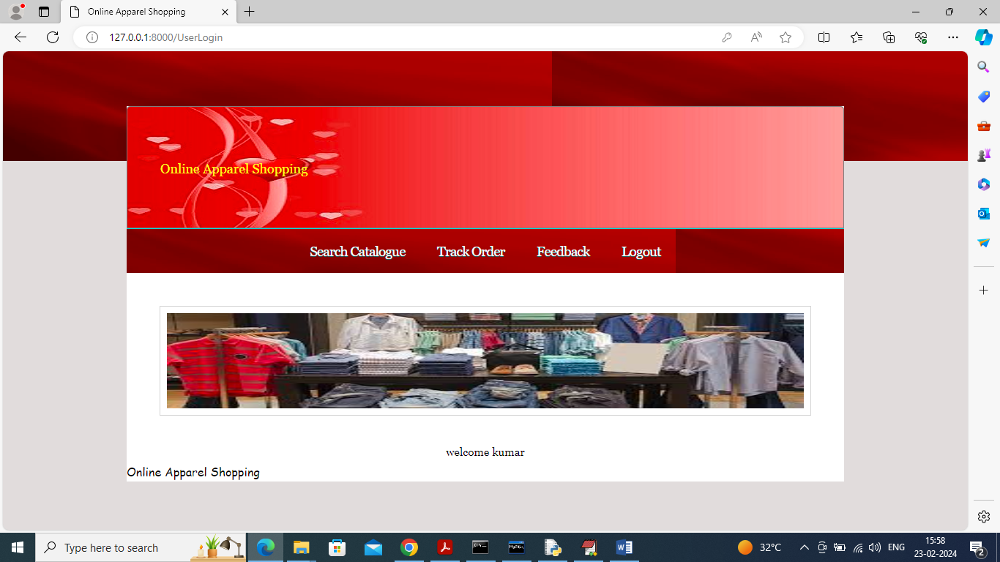 Online Apparel Shopping
127.0.0.1:8000/UserLogin
Online Apparel Shopping
Search Catalogue Track Order Feedback Logout
welcome kumar
Online Apparel Shopping
Type here to search
32°C
ENG
15:58
23-02-2024
2